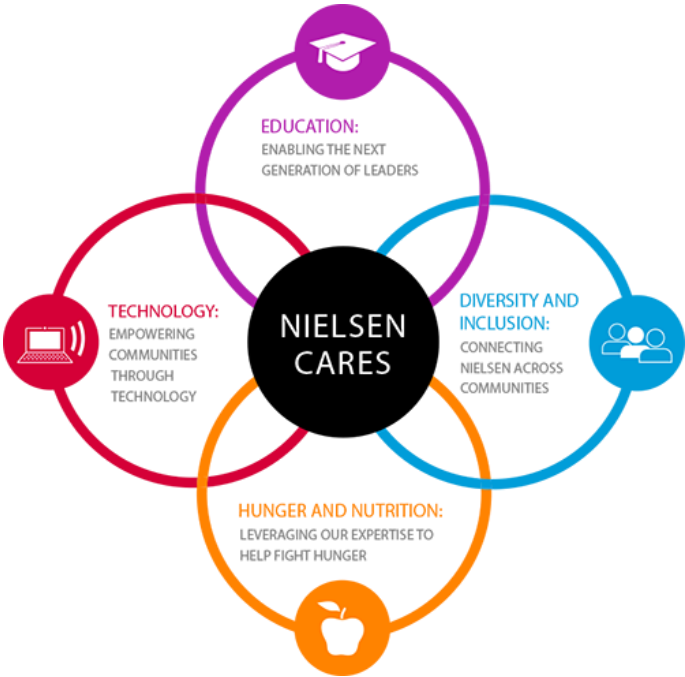 EDUCATION:
ENABLING THE NEXT
GENERATION OF LEADERS
TECHNOLOGY:
EMPOWERING
COMMUNITIES
THROUGH
TECHNOLOGY
NIELSEN
CARES
DIVERSITY AND
INCLUSION:
CONNECTING
NIELSEN ACROSS
COMMUNITIES
HUNGER AND NUTRITION:
LEVERAGING OUR EXPERTISE TO
HELP FIGHT HUNGER